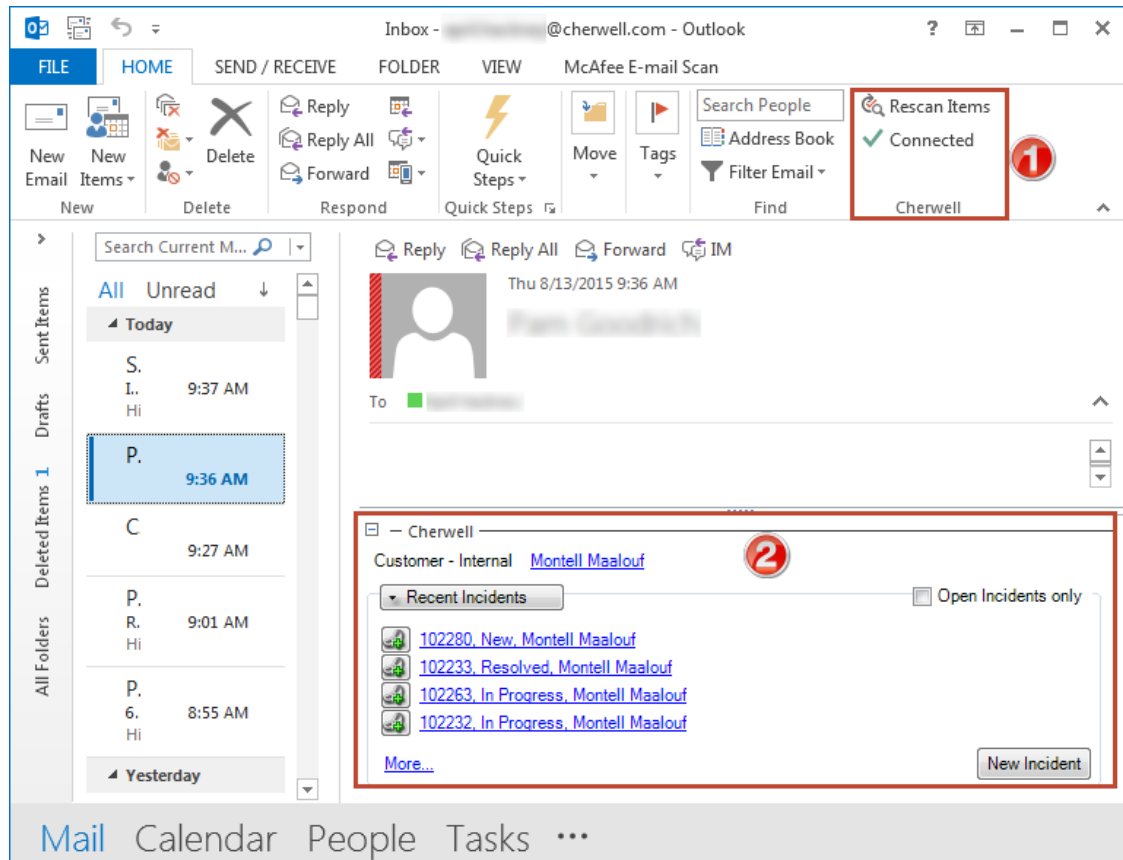 Inbox - @cherwell.com - Outlook
?
FILE HOME SEND / RECEIVE FOLDER VIEW McAfee E-mail Scan
New Email
New Items
Delete
Reply
Reply All
Forward
Quick Steps
Move
Tags
Search People
Address Book
Filter Email
Rescan Items
Connected
1
New Delete Respond Quick Steps Find Cherwell
Sent Items
Drafts
Deleted Items 1
All Folders
Search Current M...
All Unread
Today
S.
I.. 9:37 AM
Hi
P.
9:36 AM
C
9:27 AM
P.
R. 9:01 AM
Hi
P.
6. 8:55 AM
Hi
Yesterday
Reply Reply All Forward IM
Thu 8/13/2015 9:36 AM
Pam Goodrich
To
Cherwell
2
Customer - Internal Montell Maalouf
Recent Incidents Open Incidents only
102280, New, Montell Maalouf
102233, Resolved, Montell Maalouf
102263, In Progress, Montell Maalouf
102232, In Progress, Montell Maalouf
More... New Incident
Mail Calendar People Tasks •••